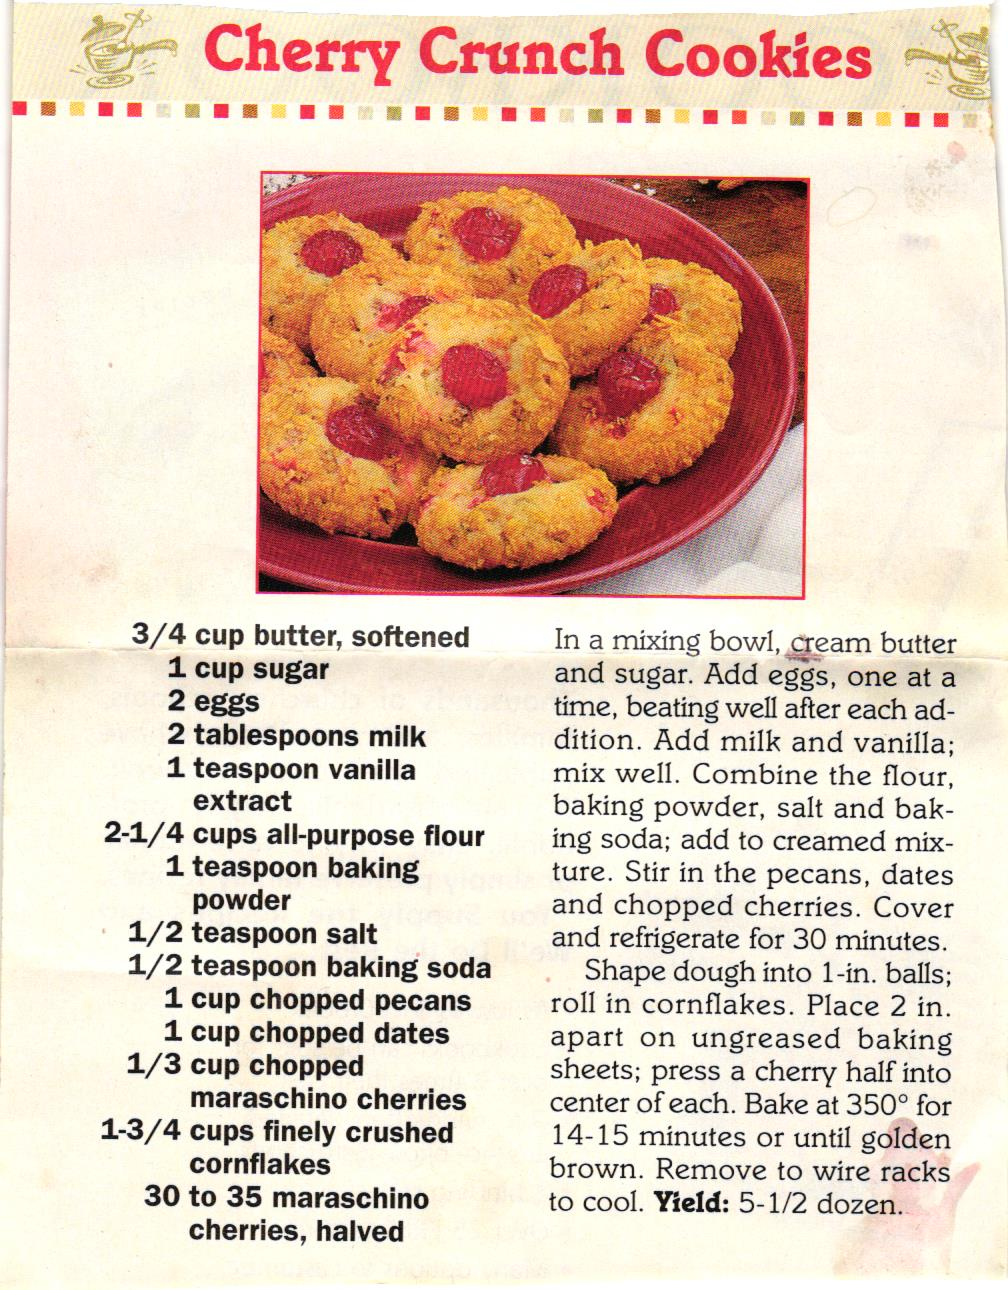 Cherry Crunch Cookies
3/4 cup butter, softened
1 cup sugar
2 eggs
2 tablespoons milk
1 teaspoon vanilla
extract
2-1/4 cups all-purpose flour
1 teaspoon baking
powder
1/2 teaspoon salt
1/2 teaspoon baking soda
1 cup chopped pecans
1 cup chopped dates
1/3 cup chopped
maraschino cherries
1-3/4 cups finely crushed
cornflakes
30 to 35 maraschino
cherries, halved
In a mixing bowl, cream butter
and sugar. Add eggs, one at a
time, beating well after each ad-
dition. Add milk and vanilla;
mix well. Combine the flour,
baking powder, salt and bak-
ing soda; add to creamed mix-
ture. Stir in the pecans, dates
and chopped cherries. Cover
and refrigerate for 30 minutes.
Shape dough into 1-in. balls;
roll in cornflakes. Place 2 in.
apart on ungreased baking
sheets; press a cherry half into
center of each. Bake at 350° for
14-15 minutes or until golden
brown. Remove to wire racks
to cool. Yield: 5-1/2 dozen.